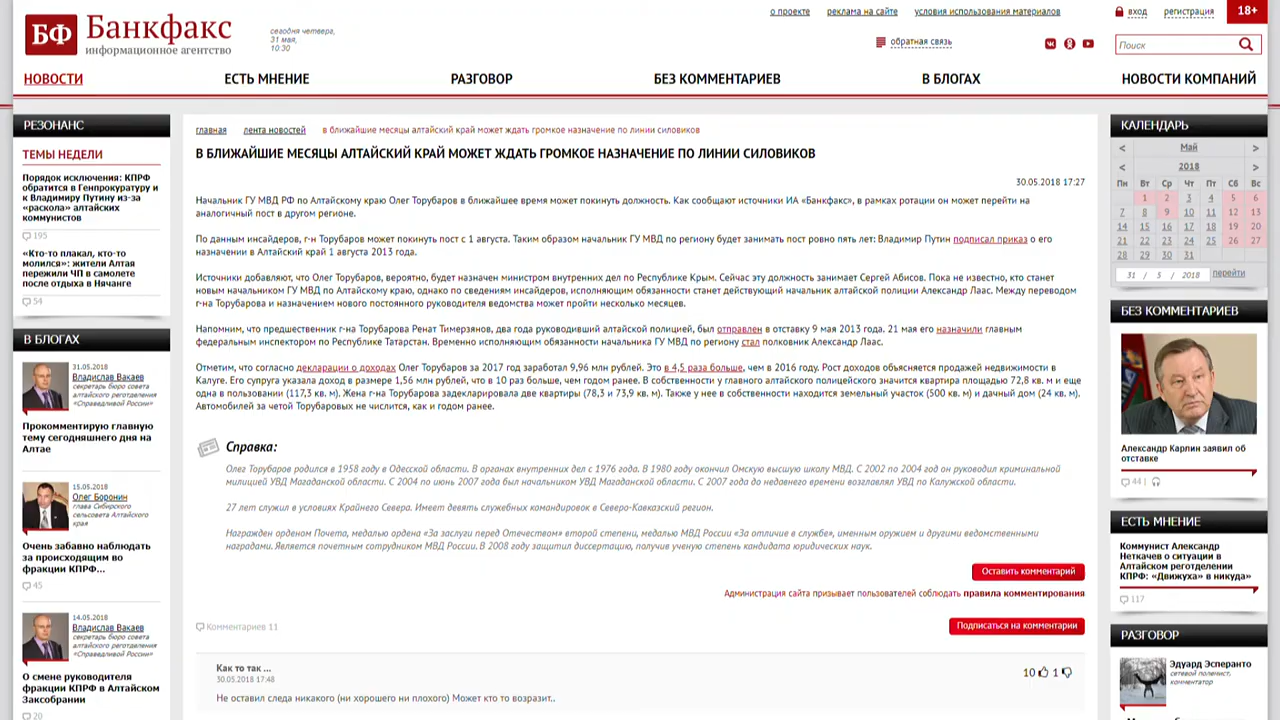 БФ
Банкфакс
информационное агентство
сегодня четверг,
31 мая,
10:30
о проекте
реклама на сайте
условия использования материалов
вход
регистрация
18+
обратная связь
Поиск
НОВОСТИ
ЕСТЬ МНЕНИЕ
РАЗГОВОР
БЕЗ КОММЕНТАРИЕВ
В БЛОГАХ
НОВОСТИ КОМПАНИЙ
РЕЗОНАНС
ТЕМЫ НЕДЕЛИ
Порядок исключения: КПРФ
обратится в Генпрокуратуру и
к Владимиру Путину из-за
«раскола» алтайских
коммунистов
195
«Кто-то плакал, кто-то
молился»: жители Алтая
пережили ЧП в самолете
после отдыха в Нячанге
54
В БЛОГАХ
31.05.2018
Владислав Вакаев
секретарь бюро совета
алтайского реготделения
«Справедливой России»
Прокомментирую главную
тему сегодняшнего дня на
Алтае
15.05.2018
Олег Боронин
глава Сибирского
сельсовета Алтайского
края
Очень забавно наблюдать
за происходящим во
фракции КПРФ...
45
14.05.2018
Владислав Вакаев
секретарь бюро совета
алтайского реготделения
«Справедливой России»
О смене руководителя
фракции КПРФ в Алтайском
Заксобрании
20
главная
лента новостей
в ближайшие месяцы алтайский край может ждать громкое назначение по линии силовиков
В БЛИЖАЙШИЕ МЕСЯЦЫ АЛТАЙСКИЙ КРАЙ МОЖЕТ ЖДАТЬ ГРОМКОЕ НАЗНАЧЕНИЕ ПО ЛИНИИ СИЛОВИКОВ
30.05.2018 17:27
Начальник ГУ МВД РФ по Алтайскому краю Олег Торубаров в ближайшее время может покинуть должность. Как сообщают источники ИА «Банкфакс», в рамках ротации он может перейти на
аналогичный пост в другом регионе.
По данным инсайдеров, г-н Торубаров может покинуть пост с 1 августа. Таким образом начальник ГУ МВД по региону будет занимать пост ровно пять лет: Владимир Путин подписал приказ о его
назначении в Алтайский край 1 августа 2013 года.
Источники добавляют, что Олег Торубаров, вероятно, будет назначен министром внутренних дел по Республике Крым. Сейчас эту должность занимает Сергей Абисов. Пока не известно, кто станет
новым начальником ГУ МВД по Алтайскому краю, однако по сведениям инсайдеров, исполняющим обязанности станет действующий начальник алтайской полиции Александр Лаас. Между переводом
г-на Торубарова и назначением нового постоянного руководителя ведомства может пройти несколько месяцев.
Напомним, что предшественник г-на Торубарова Ренат Тимерзянов, два года руководивший алтайской полицией, был отправлен в отставку 9 мая 2013 года. 21 мая его назначили главным
федеральным инспектором по Республике Татарстан. Временно исполняющим обязанности начальника ГУ МВД по региону стал полковник Александр Лаас.
Отметим, что согласно декларации о доходах Олег Торубаров за 2017 год заработал 9,96 млн рублей. Это в 4,5 раза больше, чем в 2016 году. Рост доходов объясняется продажей недвижимости в
Калуге. Его супруга указала доход в размере 1,56 млн рублей, что в 10 раз больше, чем годом ранее. В собственности у главного алтайского полицейского значится квартира площадью 72,8 кв. м и еще
одна в пользовании (117,3 кв. м). Жена г-на Торубарова задекларировала две квартиры (78,3 и 73,9 кв. м). Также у нее в собственности находится земельный участок (500 кв. м) и дачный дом (24 кв. м).
Автомобилей за четой Торубаровых не числится, как и годом ранее.
Справка:
Олег Торубаров родился в 1958 году в Одесской области. В органах внутренних дел с 1976 года. В 1980 году окончил Омскую высшую школу МВД. С 2002 по 2004 год он руководил криминальной
милицией УВД Магаданской области. С 2004 по июнь 2007 года был начальником УВД Магаданской области. С 2007 года до недавнего времени возглавлял УВД по Калужской области.
27 лет служил в условиях Крайнего Севера. Имеет девять служебных командировок в Северо-Кавказский регион.
Награжден орденом Почета, медалью ордена «За заслуги перед Отечеством» второй степени, медалью МВД России «За отличие в службе», именным оружием и другими ведомственными
наградами. Является почетным сотрудником МВД России. В 2008 году защитил диссертацию, получив ученую степень кандидата юридических наук.
Оставить комментарий
Администрация сайта призывает пользователей соблюдать правила комментирования
Комментариев 11
Подписаться на комментарии
Как то так ...
30.05.2018 17:48
10 1
Не оставил следа никакого (ни хорошего ни плохого) Может кто то возразит..
КАЛЕНДАРЬ
< Май >
< 2018 >
Пн Вт Ср Чт Пт Сб Вс
1 2 3 4 5 6
7 8 9 10 11 12 13
14 15 16 17 18 19 20
21 22 23 24 25 26 27
28 29 30 31
31 / 5 / 2018 перейти
БЕЗ КОММЕНТАРИЕВ
Александр Карлин заявил об
отставке
44 |
ЕСТЬ МНЕНИЕ
Коммунист Александр
Неткачев о ситуации в
Алтайском реготделении
КПРФ: «Движуха» в никуда»
117
РАЗГОВОР
Эдуард Эсперанто
сетевой полемист,
комментатор